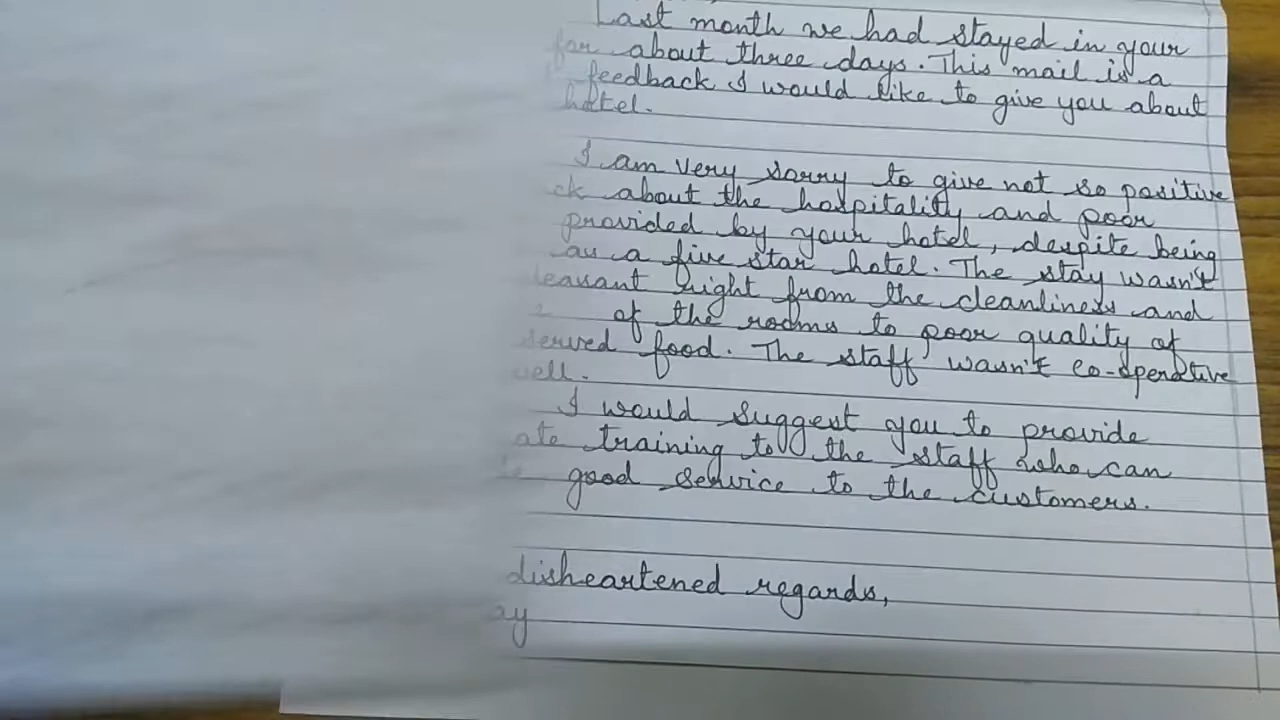 Last month we had stayed in your
for about three days. This mail is a
feedback I would like to give you about
hotel.
I am very sorry to give not so positive
about the hospitality and poor
provided by your hotel, despite being
as a five star hotel. The stay wasn't
right from the cleanliness and
of the rooms to poor quality of
served food. The staff wasn't co-operative
well.
I would suggest you to provide
training to the staff who can
good service to the customers.
disheartened regards,